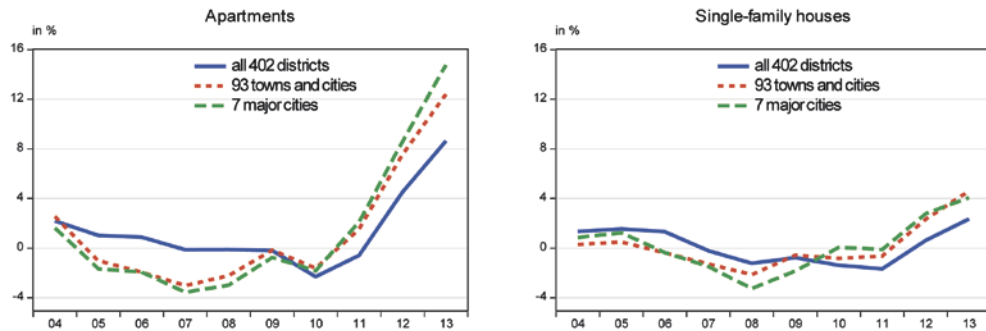 Apartments
in %
16
12
8
4
0
-4
all 402 districts
93 towns and cities
7 major cities
04 05 06 07 08 09 10 11 12 13
Single-family houses
in %
16
12
8
4
0
-4
all 402 districts
93 towns and cities
7 major cities
04 05 06 07 08 09 10 11 12 13